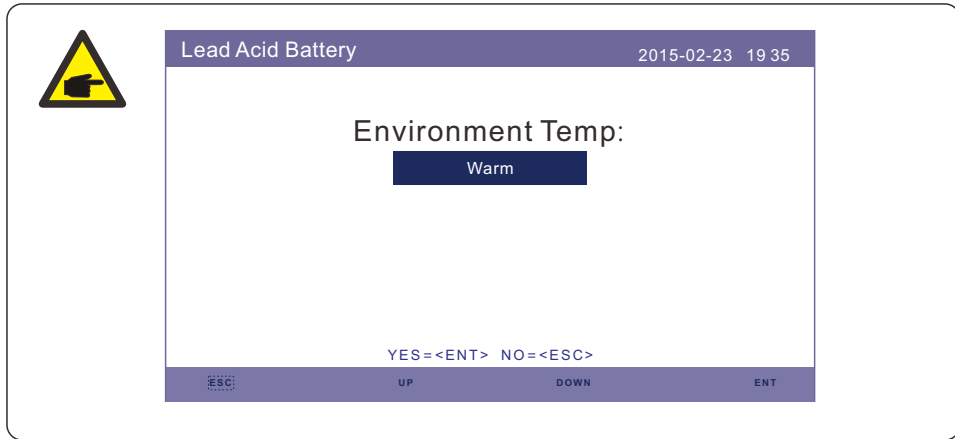 Lead Acid Battery 2015-02-23 19 35
Environment Temp:
Warm
YES=<ENT> NO=<ESC>
ESC UP DOWN ENT